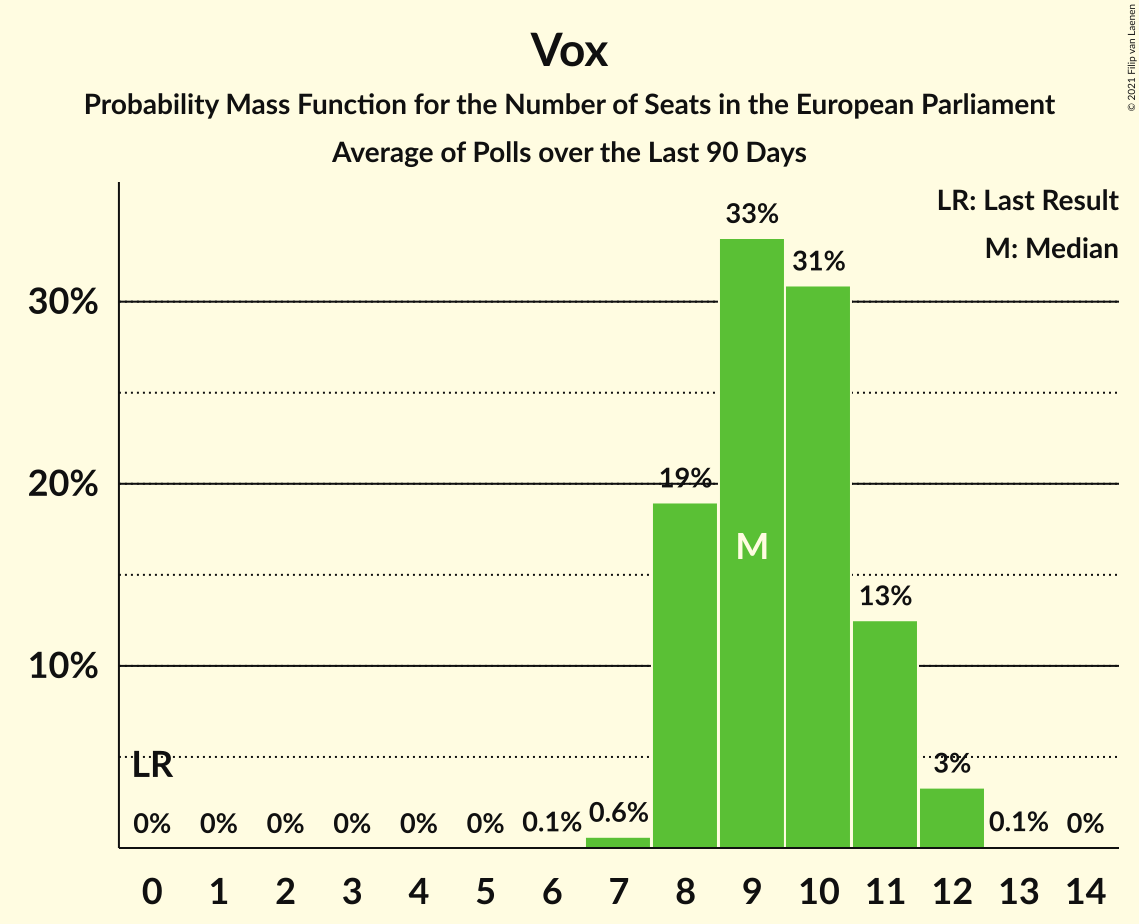 Vox
Probability Mass Function for the Number of Seats in the European Parliament
Average of Polls over the Last 90 Days
© 2021 Filip van Laenen
LR: Last Result
M: Median
30%
20%
10%
33%
31%
19%
M
13%
LR
3%
0% 0% 0% 0% 0% 0% 0.1% 0.6% 0.1% 0%
0 1 2 3 4 5 6 7 8 9 10 11 12 13 14